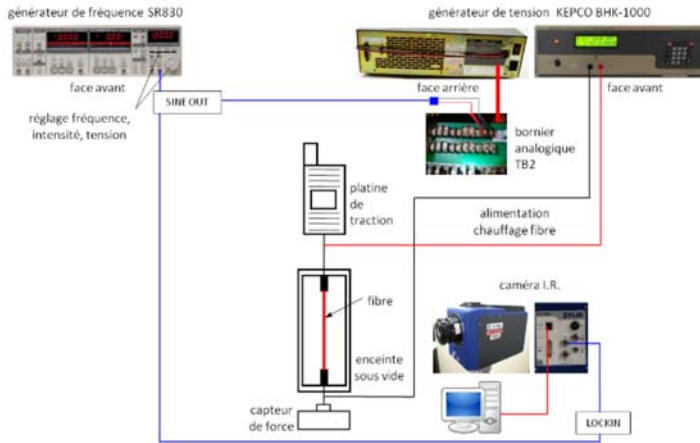 générateur de fréquence SR830
générateur de tension KEPCO BHK-1000
face avant
SINE OUT
face arrière
face avant
réglage fréquence,
intensité, tension
bornier
analogique
TB2
platine
de
traction
alimentation
chauffage fibre
caméra I.R.
fibre
enceinte
sous vide
capteur
de force
LOCKIN